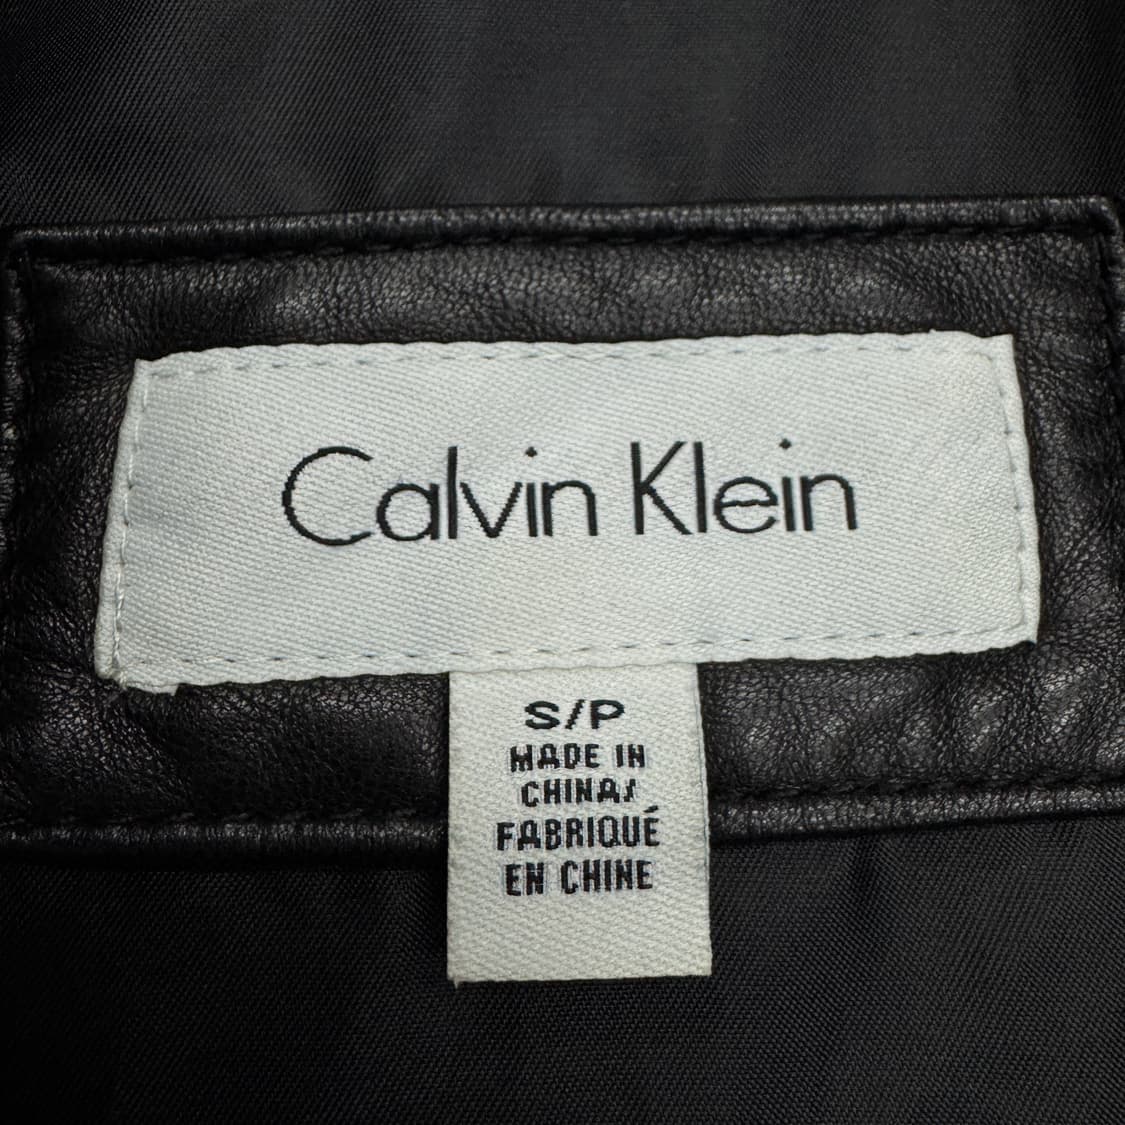 Calvin Klein
S/P
MADE IN
CHINA/
FABRIQUÉ
EN CHINE